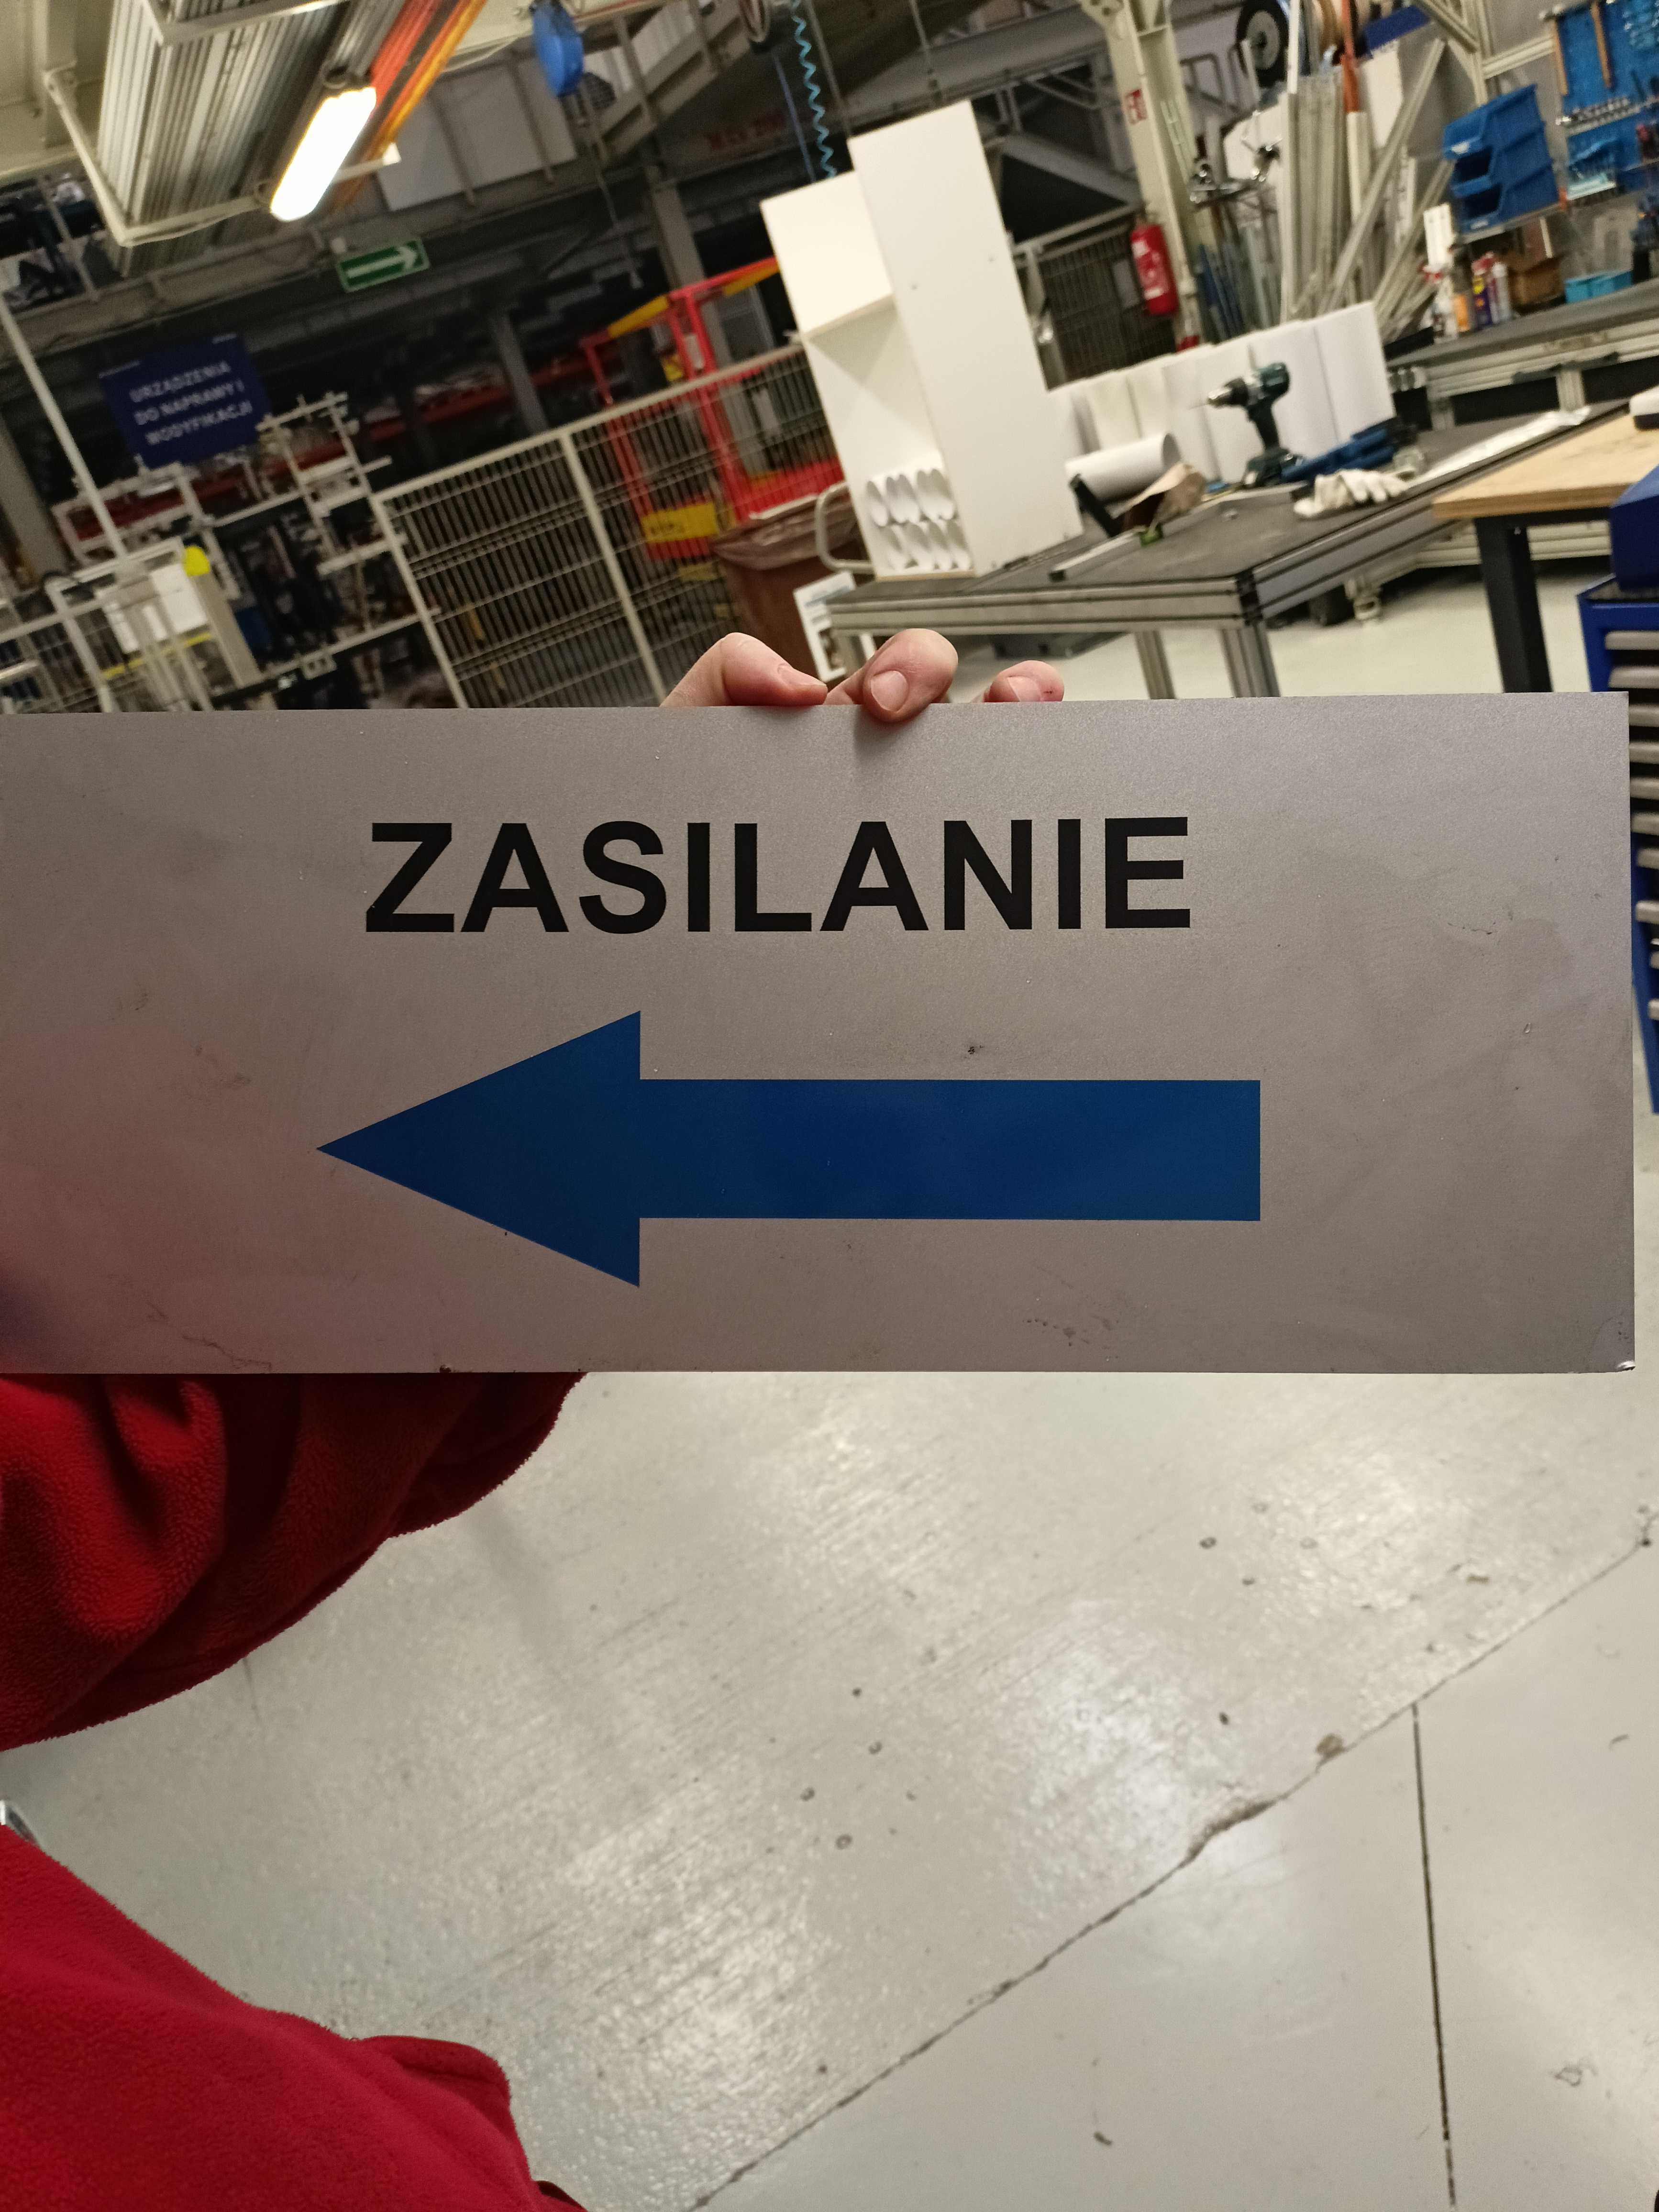 URZĄDZENIA
DO NAPRAWY I
MODYFIKACJI
ZASILANIE